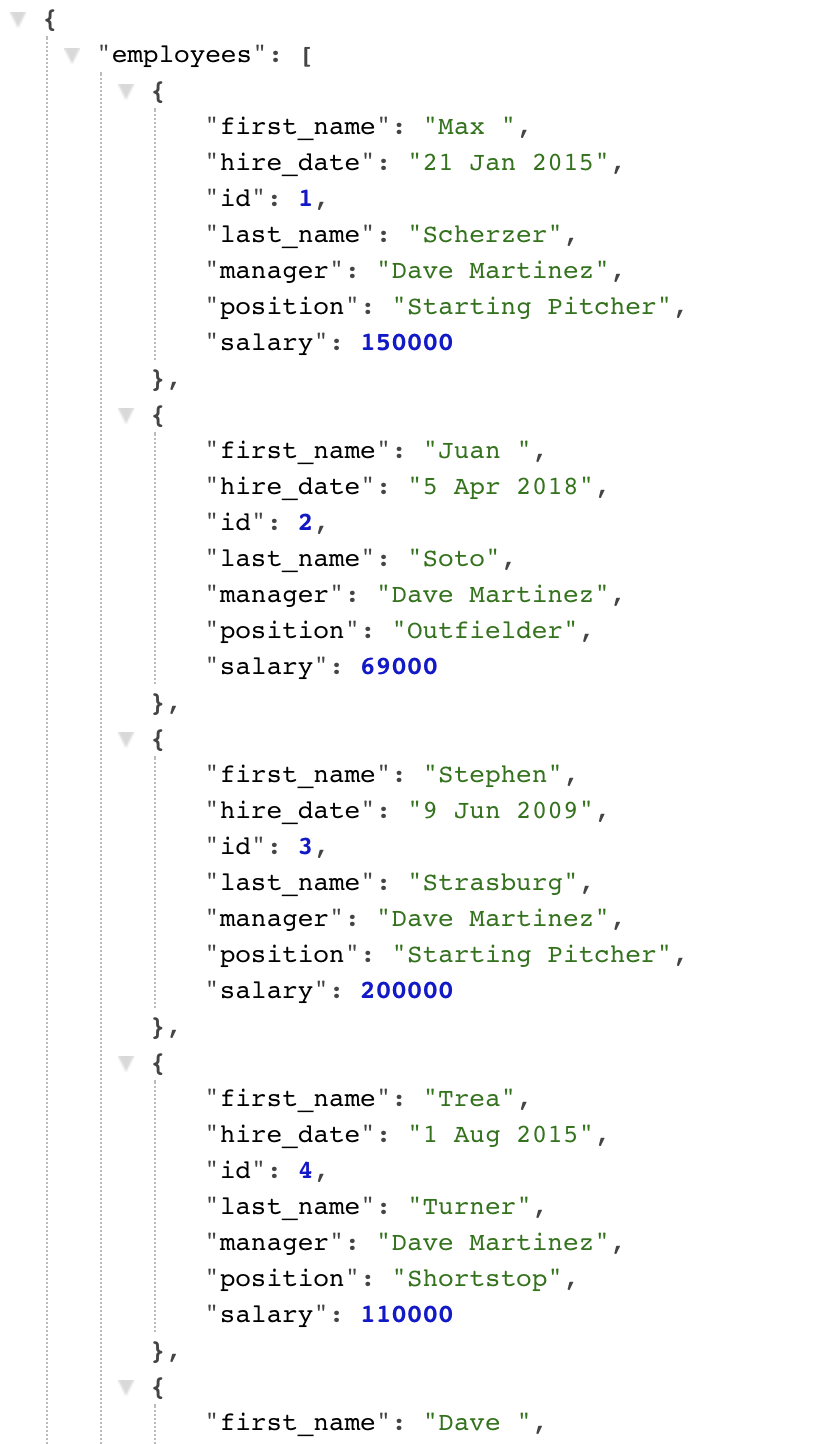 {
"employees": [
{
"first_name": "Max ",
"hire_date": "21 Jan 2015",
"id": 1,
"last_name": "Scherzer",
"manager": "Dave Martinez",
"position": "Starting Pitcher",
"salary": 150000
},
{
"first_name": "Juan ",
"hire_date": "5 Apr 2018",
"id": 2,
"last_name": "Soto",
"manager": "Dave Martinez",
"position": "Outfielder",
"salary": 69000
},
{
"first_name": "Stephen",
"hire_date": "9 Jun 2009",
"id": 3,
"last_name": "Strasburg",
"manager": "Dave Martinez",
"position": "Starting Pitcher",
"salary": 200000
},
{
"first_name": "Trea",
"hire_date": "1 Aug 2015",
"id": 4,
"last_name": "Turner",
"manager": "Dave Martinez",
"position": "Shortstop",
"salary": 110000
},
{
"first_name": "Dave ",